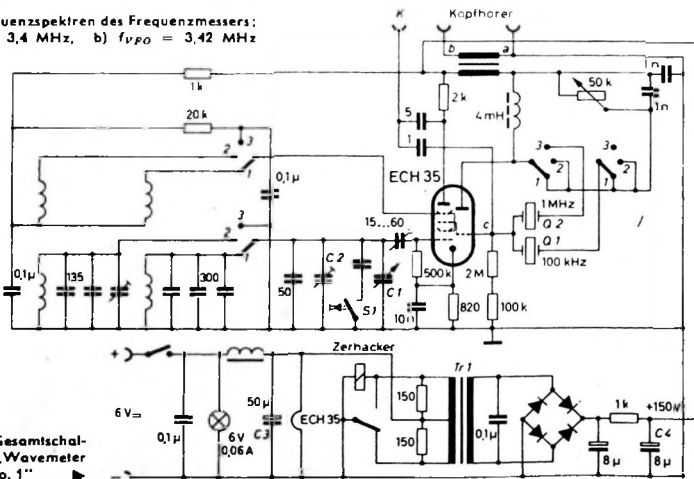 uenzspektren des Frequenzmessers;
3,4 MHz, b) fVFO = 3,42 MHz
K
Kopfhörer
b
a
1n
1k
2k
50k
1n
20k
5
4mH
3
2
1
1
ECH 35
3
2
1
3
2
1
0,1µ
3
2
1
15...60
c
1MHz
Q2
Q1
100 kHz
0,1µ
135
300
50
C2
C1
S1
500k
10n
820
2M
100k
Zerhacker
Tr1
+
6V=
0,1µ
6V
0,06A
50µ
C3
ECH35
150
150
0,1µ
1k
+150V
8µ
C4
8µ
-
Gesamtschal-
„Wavemeter
o. 1"